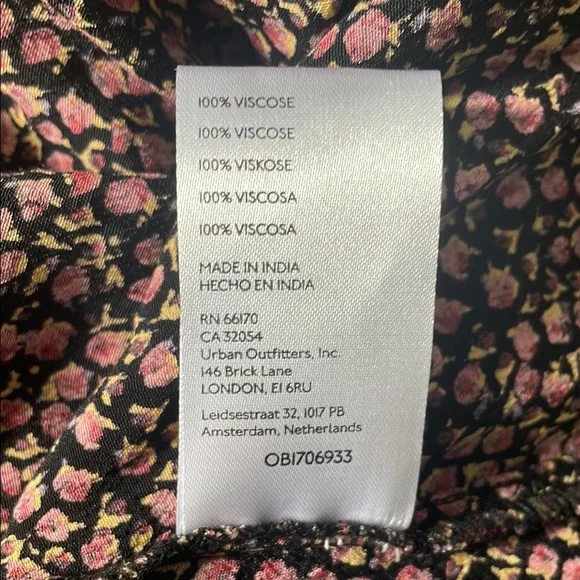 100% VISCOSE
100% VISCOSE
100% VISKOSE
100% VISCOSA
100% VISCOSA
MADE IN INDIA
HECHO EN INDIA
RN 66170
CA 32054
Urban Outfitters, Inc.
146 Brick Lane
LONDON, E1 6RU
Leidsestraat 32, 1017 PB
Amsterdam, Netherlands
OB1706933